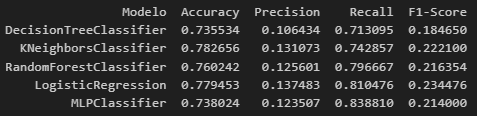 Modelo Accuracy Precision Recall F1-Score
DecisionTreeClassifier 0.735534 0.106434 0.713095 0.184650
KNeighborsClassifier 0.782656 0.131073 0.742857 0.222100
RandomForestClassifier 0.760242 0.125601 0.796667 0.216354
LogisticRegression 0.779453 0.137483 0.810476 0.234476
MLPClassifier 0.738024 0.123507 0.838810 0.214000